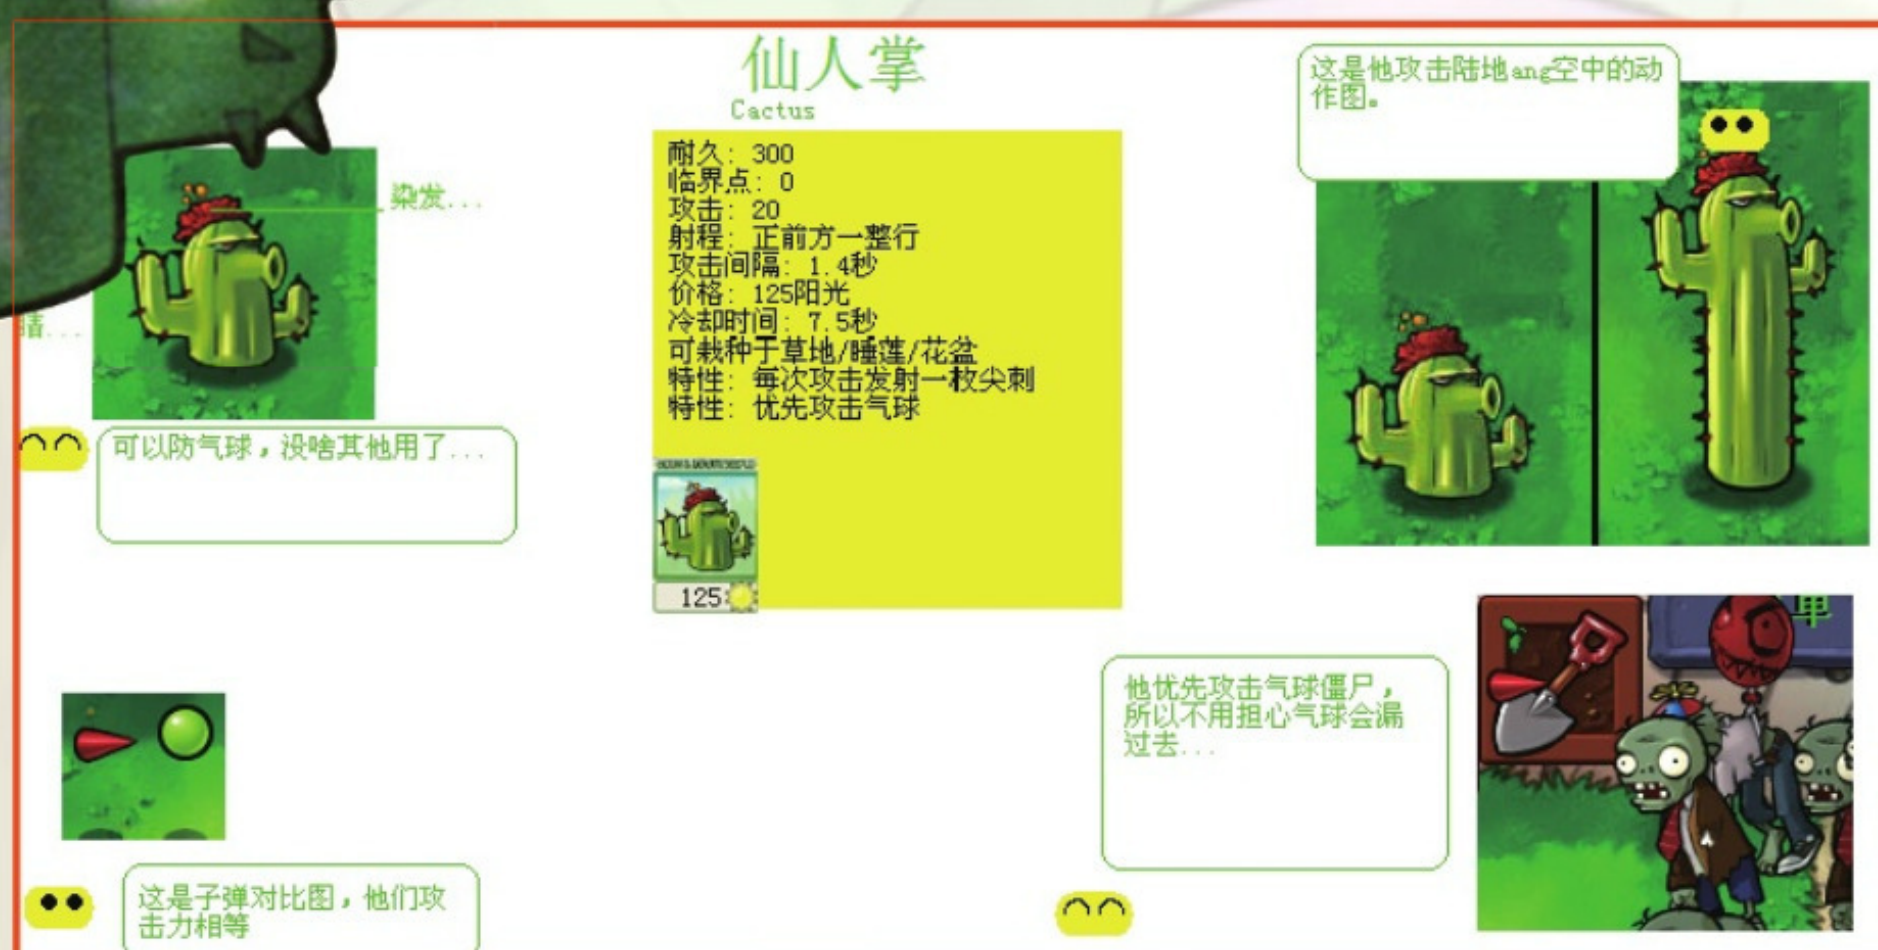 仙人掌
Cactus
这是他攻击陆地ang空中的动
作图。
染发...
耐久：300
临界点：0
攻击：20
射程：正前方一整行
攻击间隔：1.4秒
价格：125阳光
冷却时间：7.5秒
可栽种于草地/睡莲/花盆
特性：每次攻击发射一枚尖刺
特性：优先攻击气球
125
睛...
可以防气球，没啥其他用了...
他优先攻击气球僵尸，
所以不用担心气球会漏
过去...
这是子弹对比图，他们攻
击力相等